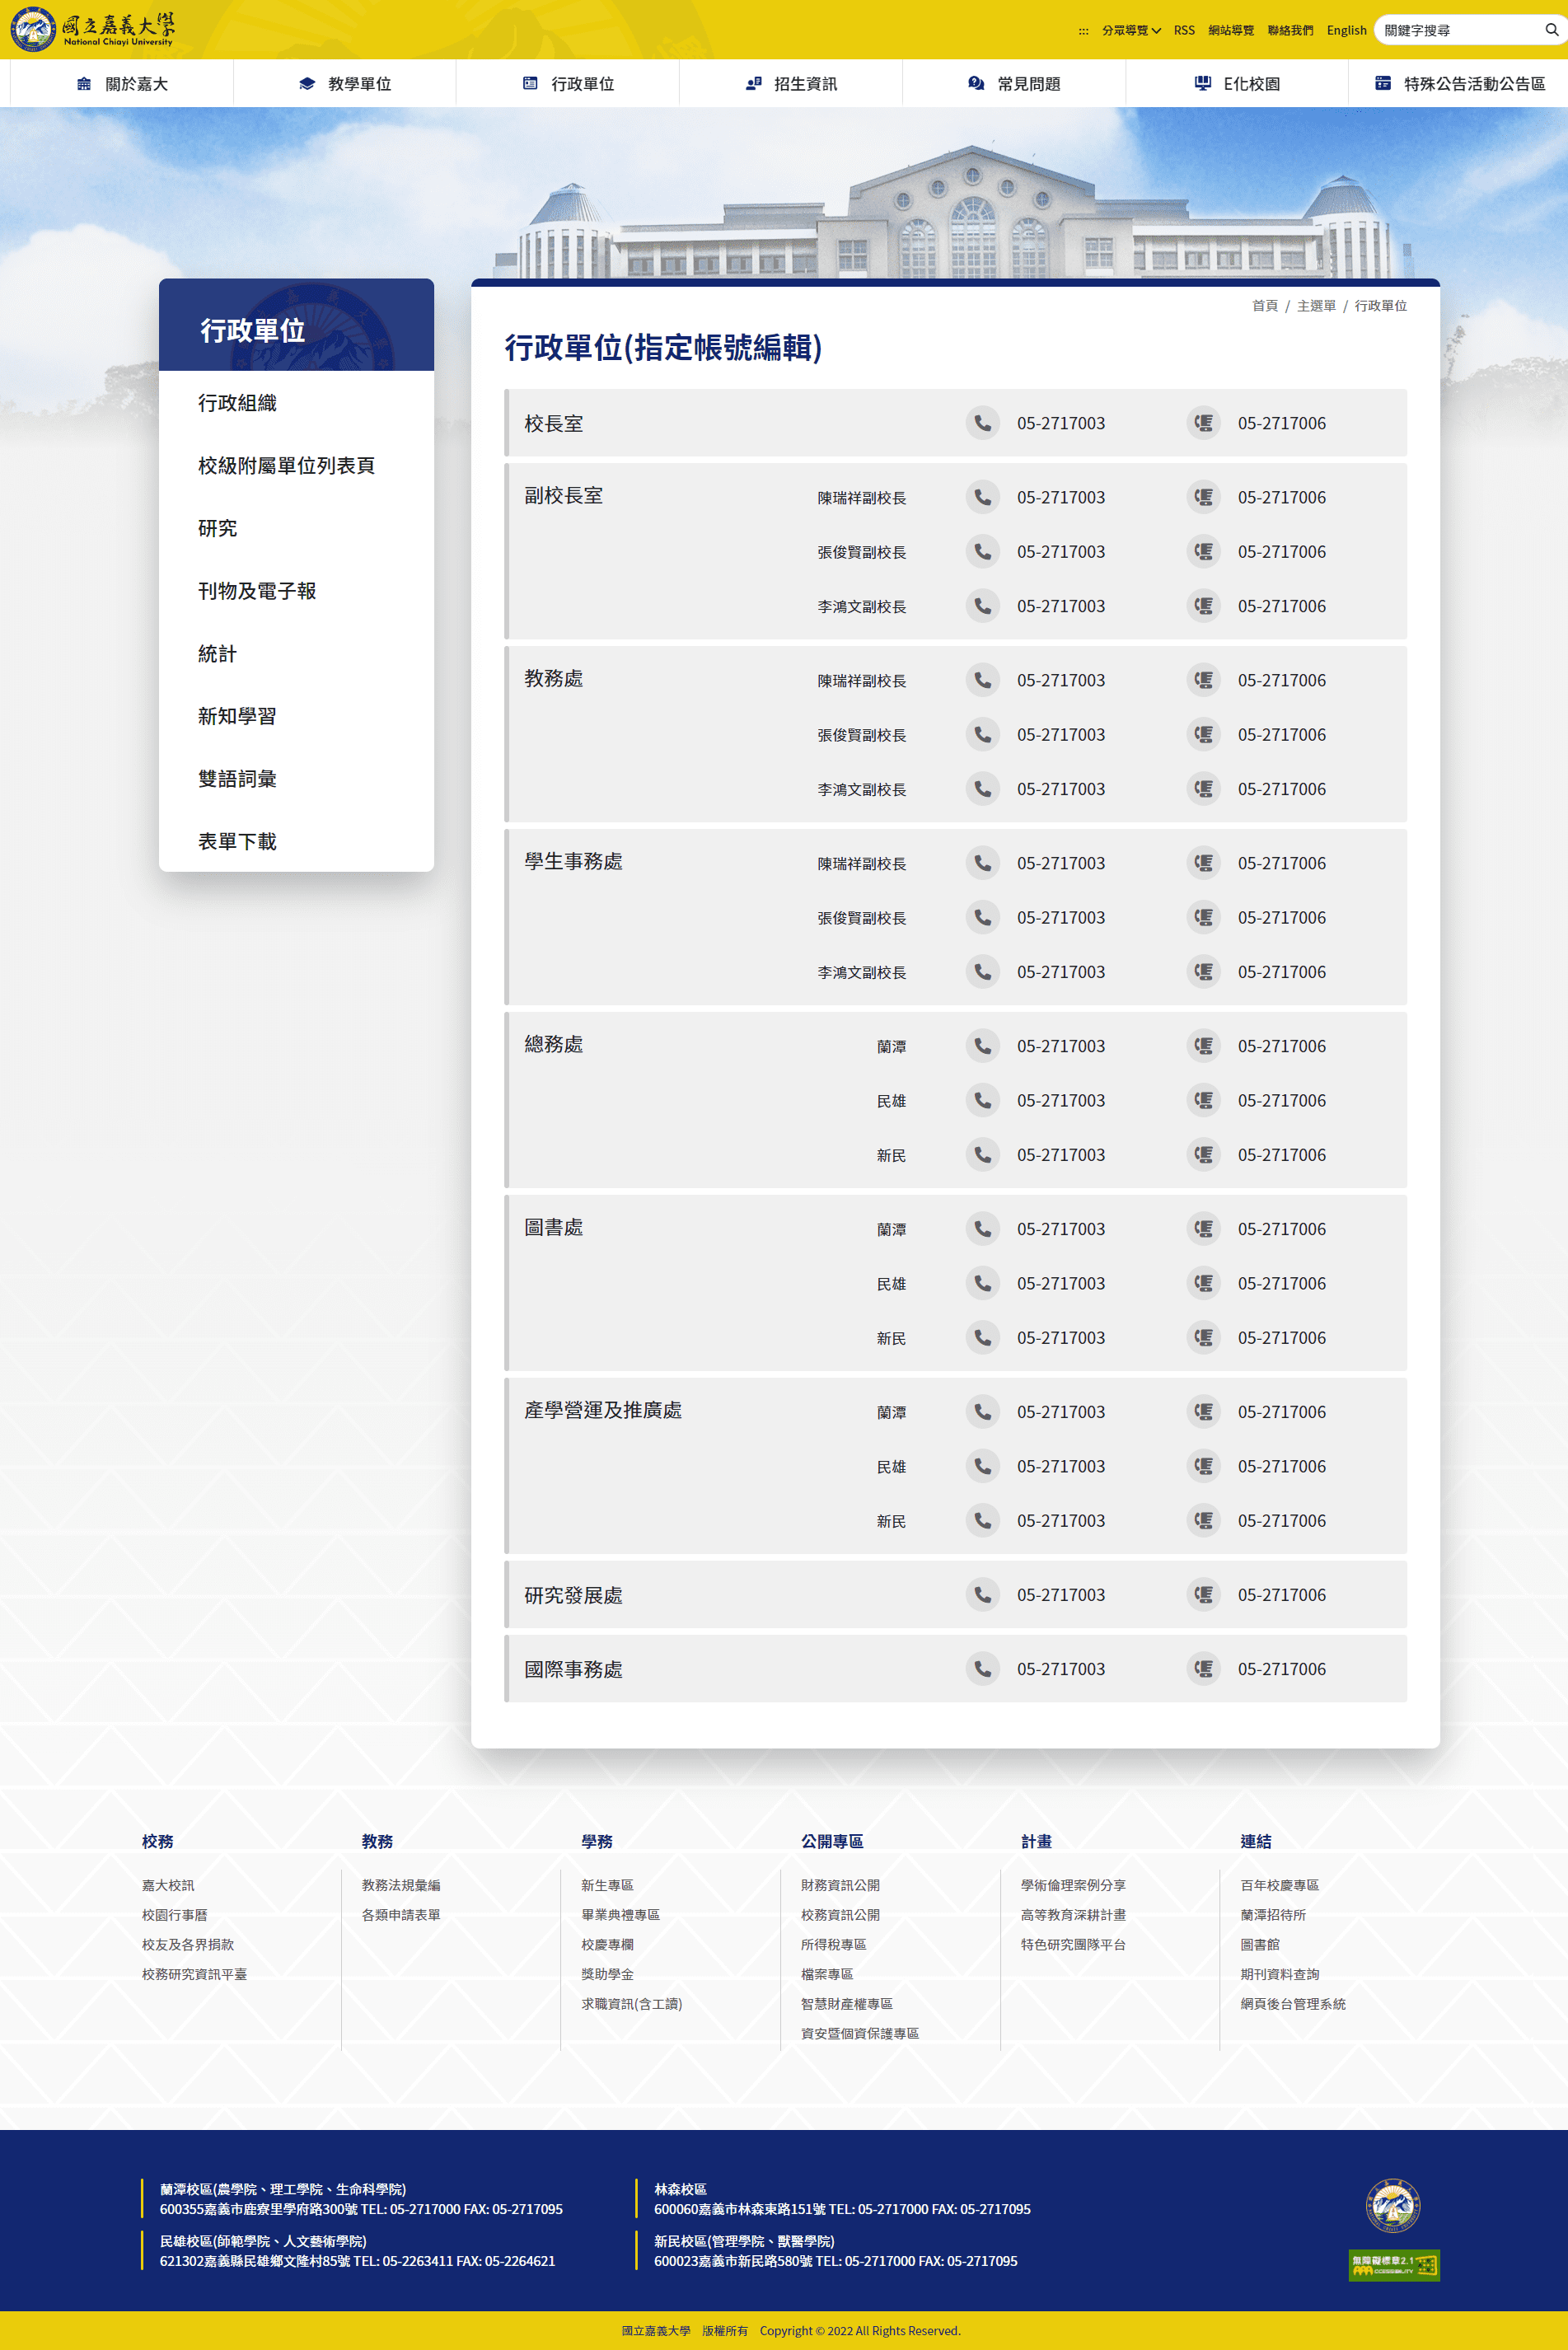 國立嘉義大學
National Chiayi University
:::
分眾導覽
RSS
網站導覽
聯絡我們
English
關鍵字搜尋
關於嘉大
教學單位
行政單位
招生資訊
常見問題
E化校園
特殊公告活動公告區
行政單位
行政組織
校級附屬單位列表頁
研究
刊物及電子報
統計
新知學習
雙語詞彙
表單下載
首頁 / 主選單 / 行政單位
行政單位(指定帳號編輯)
校長室 05-2717003 05-2717006
副校長室 陳瑞祥副校長 05-2717003 05-2717006
張俊賢副校長 05-2717003 05-2717006
李鴻文副校長 05-2717003 05-2717006
教務處 陳瑞祥副校長 05-2717003 05-2717006
張俊賢副校長 05-2717003 05-2717006
李鴻文副校長 05-2717003 05-2717006
學生事務處 陳瑞祥副校長 05-2717003 05-2717006
張俊賢副校長 05-2717003 05-2717006
李鴻文副校長 05-2717003 05-2717006
總務處 蘭潭 05-2717003 05-2717006
民雄 05-2717003 05-2717006
新民 05-2717003 05-2717006
圖書處 蘭潭 05-2717003 05-2717006
民雄 05-2717003 05-2717006
新民 05-2717003 05-2717006
產學營運及推廣處 蘭潭 05-2717003 05-2717006
民雄 05-2717003 05-2717006
新民 05-2717003 05-2717006
研究發展處 05-2717003 05-2717006
國際事務處 05-2717003 05-2717006
校務
嘉大校訊
校園行事曆
校友及各界捐款
校務研究資訊平臺
教務
教務法規彙編
各類申請表單
學務
新生專區
畢業典禮專區
校慶專欄
獎助學金
求職資訊(含工讀)
公開專區
財務資訊公開
校務資訊公開
所得稅專區
檔案專區
智慧財產權專區
資安暨個資保護專區
計畫
學術倫理案例分享
高等教育深耕計畫
特色研究團隊平台
連結
百年校慶專區
蘭潭招待所
圖書館
期刊資料查詢
網頁後台管理系統
蘭潭校區(農學院、理工學院、生命科學院)
600355嘉義市鹿寮里學府路300號 TEL: 05-2717000 FAX: 05-2717095
民雄校區(師範學院、人文藝術學院)
621302嘉義縣民雄鄉文隆村85號 TEL: 05-2263411 FAX: 05-2264621
林森校區
600060嘉義市林森東路151號 TEL: 05-2717000 FAX: 05-2717095
新民校區(管理學院、獸醫學院)
600023嘉義市新民路580號 TEL: 05-2717000 FAX: 05-2717095
無障礙標章2.1
AAA ACCESSIBILITY
國立嘉義大學 版權所有 Copyright © 2022 All Rights Reserved.